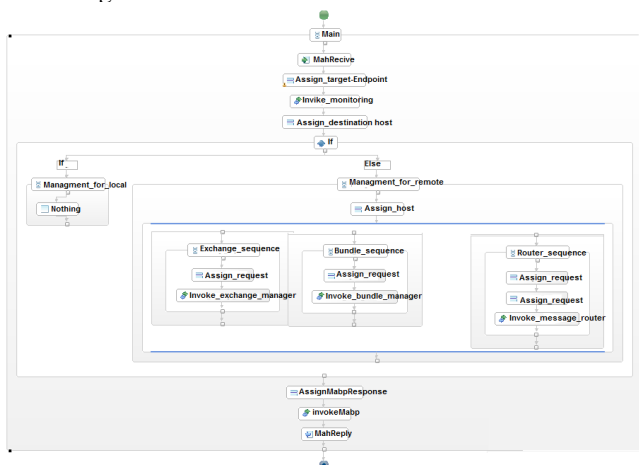 Main
MahRecive
Assign_target-Endpoint
Invike_monitoring
Assign_destination host
If
If_
Else
Managment_for_local
Managment_for_remote
Nothing
Assign_host
Exchange_sequence
Bundle_sequence
Router_sequence
Assign_request
Assign_request
Assign_request
Invoke_exchange_manager
Invoke_bundle_manager
Assign_request
Invoke_message_router
AssignMabpResponse
invokeMabp
MahReply